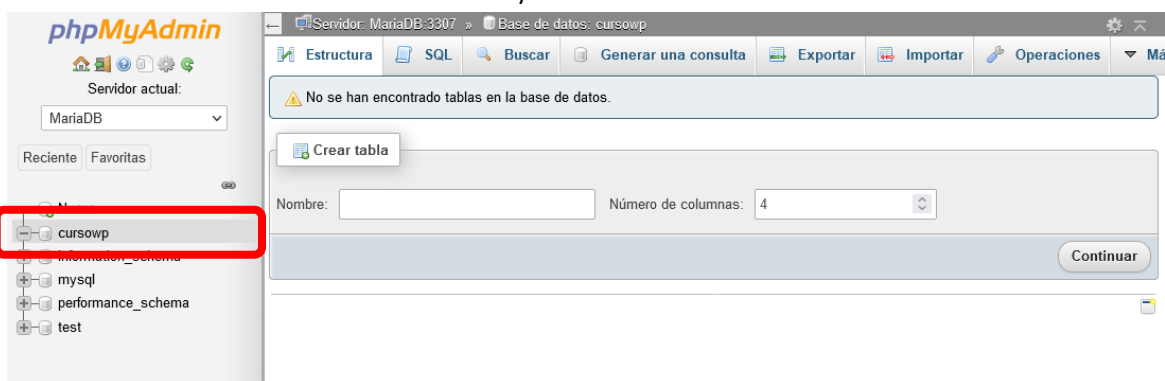 phpMyAdmin
Servidor actual:
MariaDB
Reciente Favoritas
cursowp
information_schema
mysql
performance_schema
test
Servidor: MariaDB:3307 » Base de datos: cursowp
Estructura SQL Buscar Generar una consulta Exportar Importar Operaciones Má
No se han encontrado tablas en la base de datos.
Crear tabla
Nombre: Número de columnas: 4
Continuar